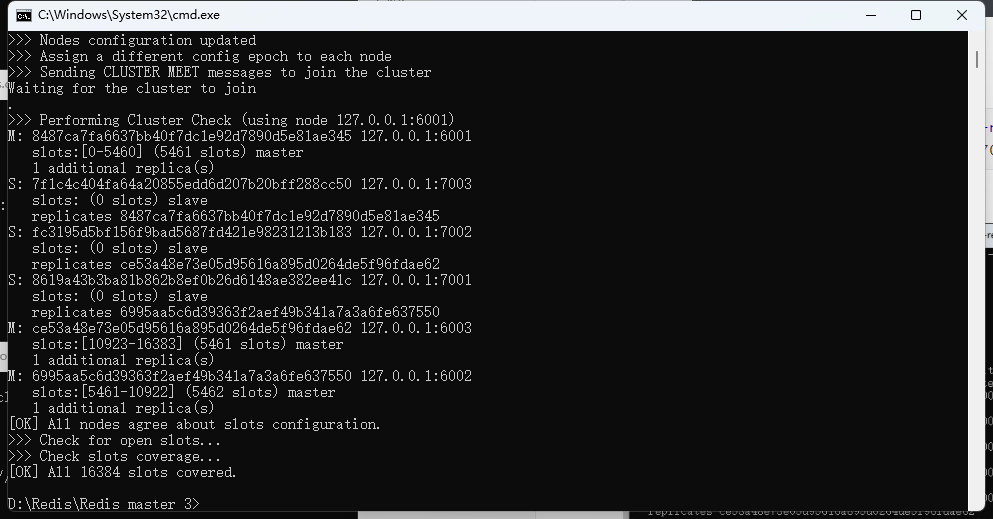 C:\Windows\System32\cmd.exe
>>> Nodes configuration updated
>>> Assign a different config epoch to each node
>>> Sending CLUSTER MEET messages to join the cluster
Waiting for the cluster to join
.
>>> Performing Cluster Check (using node 127.0.0.1:6001)
M: 8487ca7fa6637bb40f7dc1e92d7890d5e81ae345 127.0.0.1:6001
slots:[0-5460] (5461 slots) master
1 additional replica(s)
S: 7f1c4c404fa64a20855edd6d207b20bff288cc50 127.0.0.1:7003
slots: (0 slots) slave
replicates 8487ca7fa6637bb40f7dc1e92d7890d5e81ae345
S: fc3195d5bf156f9bad5687fd421e98231213b183 127.0.0.1:7002
slots: (0 slots) slave
replicates ce53a48e73e05d95616a895d0264de5f96fdae62
S: 8619a43b3ba81b862b8ef0b26d6148ae382ee41c 127.0.0.1:7001
slots: (0 slots) slave
replicates 6995aa5c6d39363f2aef49b341a7a3a6fe637550
M: ce53a48e73e05d95616a895d0264de5f96fdae62 127.0.0.1:6003
slots:[10923-16383] (5461 slots) master
1 additional replica(s)
M: 6995aa5c6d39363f2aef49b341a7a3a6fe637550 127.0.0.1:6002
slots:[5461-10922] (5462 slots) master
1 additional replica(s)
[OK] All nodes agree about slots configuration.
>>> Check for open slots...
>>> Check slots coverage...
[OK] All 16384 slots covered.
D:\Redis\Redis master 3>
replicates ce53a48e73e05d95616a895d0264de5f96fdae62